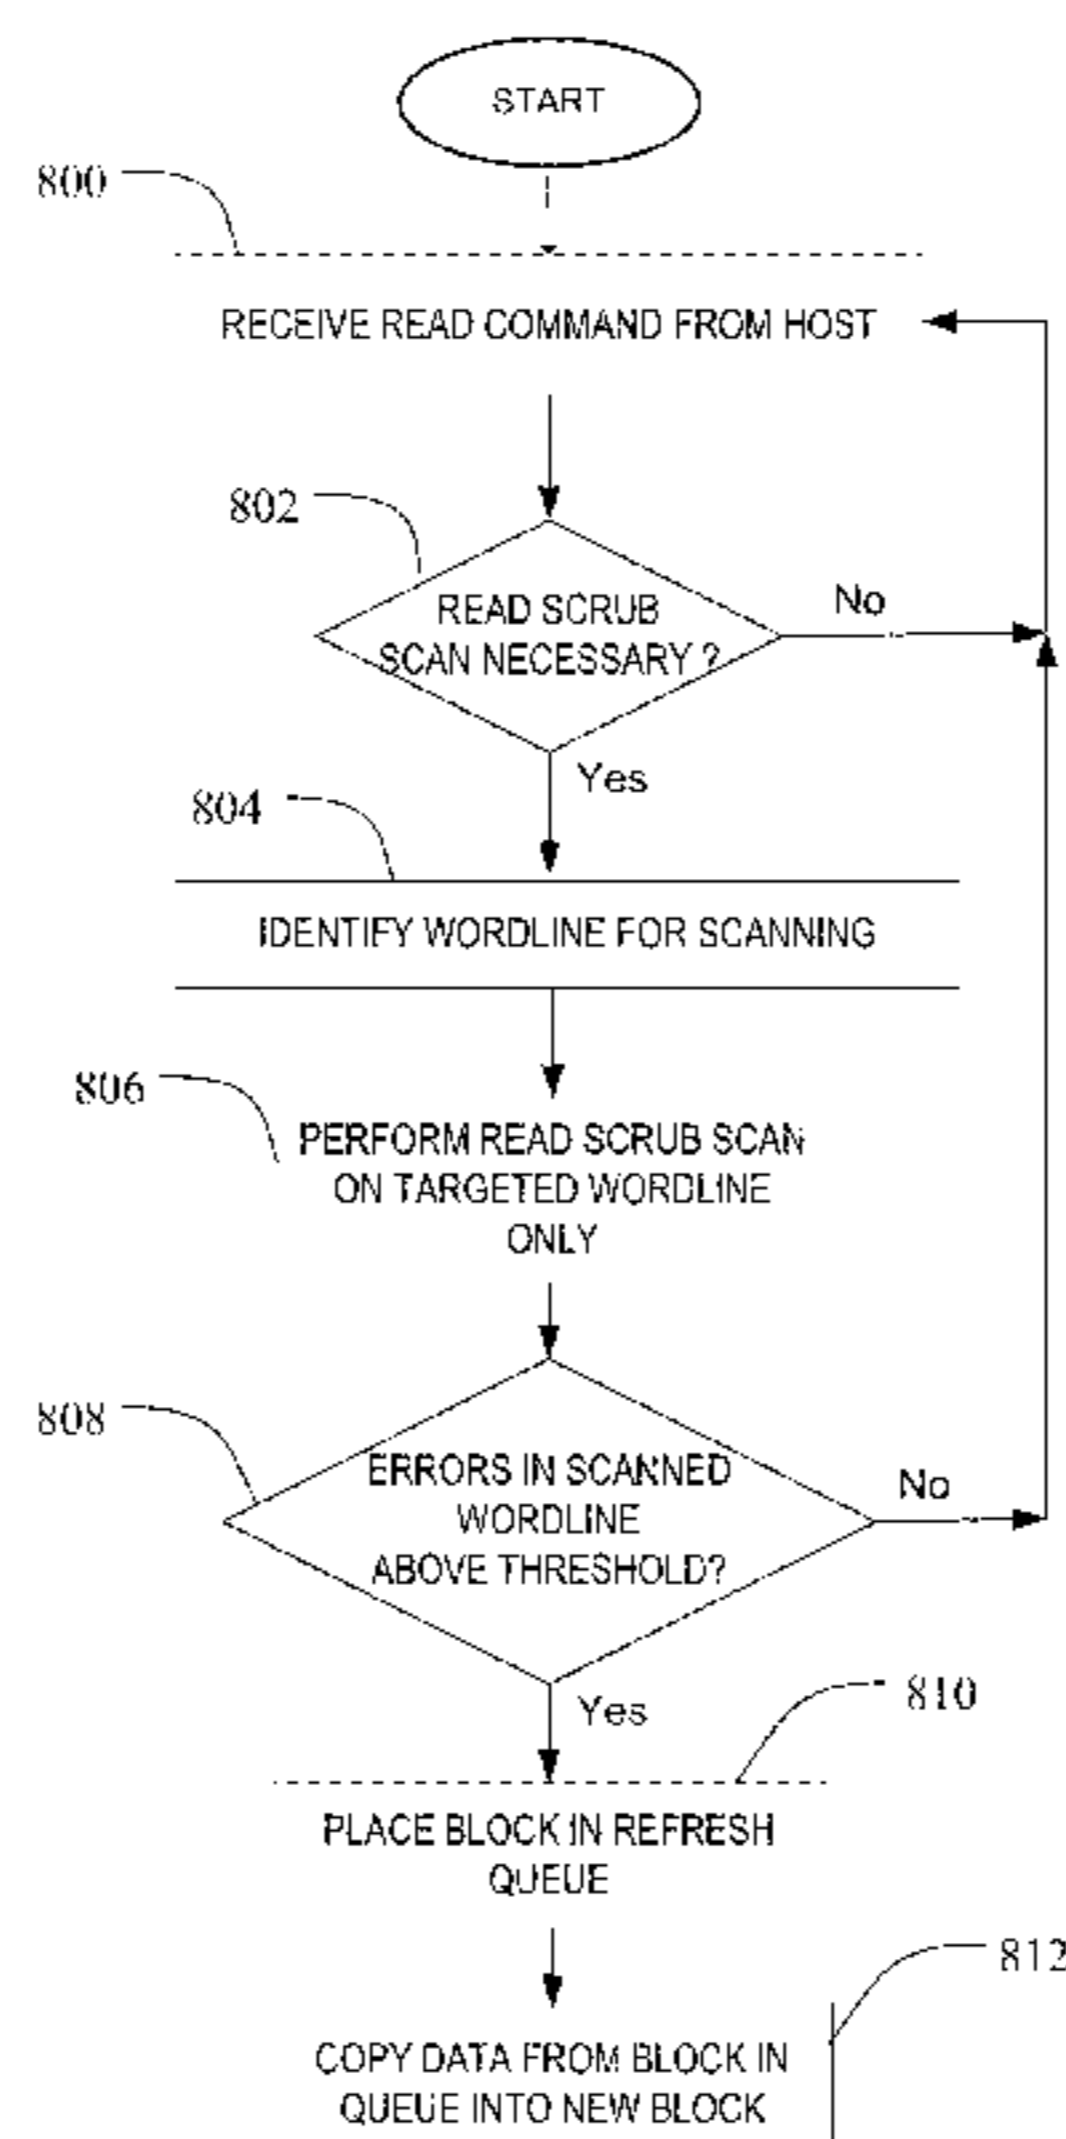 START
800
RECEIVE READ COMMAND FROM HOST
802
READ SCRUB
SCAN NECESSARY ?
No
Yes
804
IDENTIFY WORDLINE FOR SCANNING
806
PERFORM READ SCRUB SCAN
ON TARGETED WORDLINE
ONLY
808
ERRORS IN SCANNED
WORDLINE
ABOVE THRESHOLD?
No
Yes
810
PLACE BLOCK IN REFRESH
QUEUE
812
COPY DATA FROM BLOCK IN
QUEUE INTO NEW BLOCK